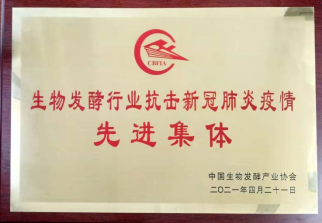 CBFIA
生物发酵行业抗击新冠肺炎疫情
先进集体
中国生物发酵产业协会
二〇二一年四月二十一日